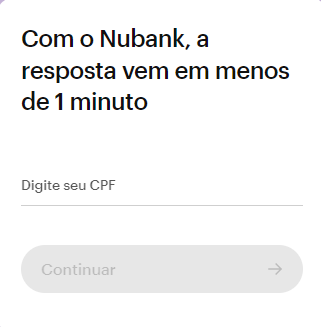 Com o Nubank, a
resposta vem em menos
de 1 minuto
Digite seu CPF
Continuar